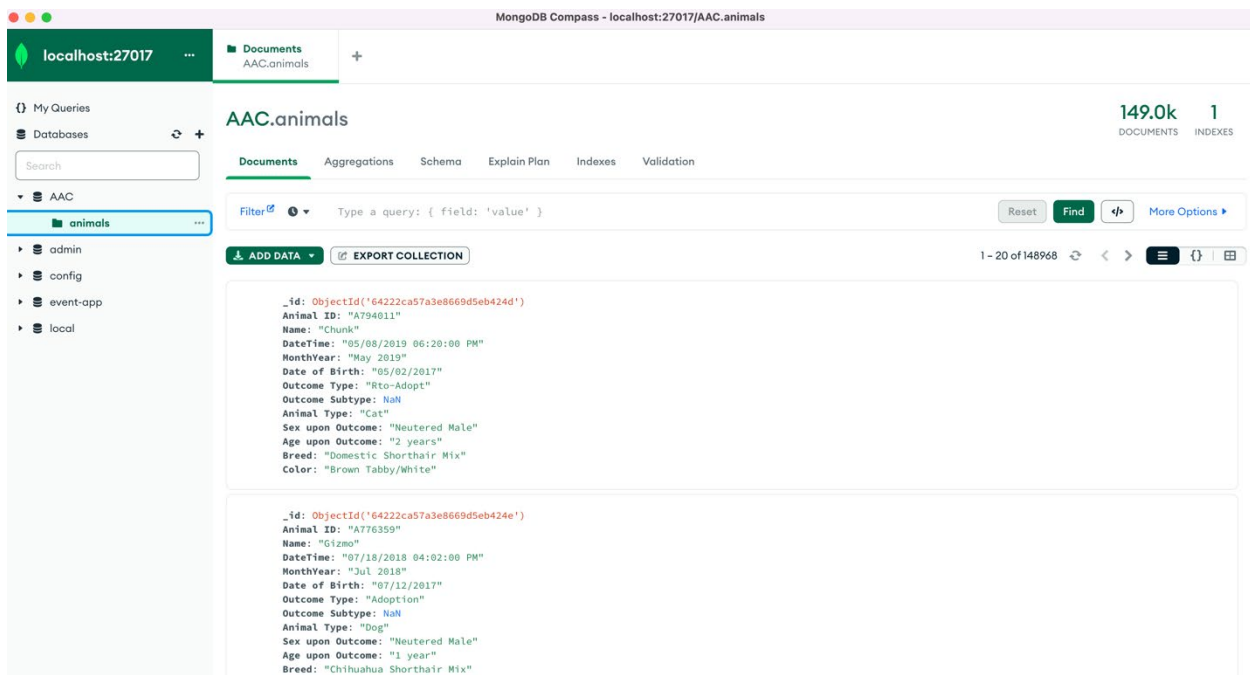 MongoDB Compass - localhost:27017/AAC.animals
localhost:27017 ...
Documents
AAC.animals
+
{} My Queries
Databases
+
Search
AAC
animals ...
admin
config
event-app
local
AAC.animals
149.0k 1
DOCUMENTS INDEXES
Documents Aggregations Schema Explain Plan Indexes Validation
Filter Type a query: { field: 'value' } Reset Find </> More Options
ADD DATA EXPORT COLLECTION 1 – 20 of 148968 {}
_id: ObjectId('64222ca57a3e8669d5eb424d')
Animal ID: "A794011"
Name: "Chunk"
DateTime: "05/08/2019 06:20:00 PM"
MonthYear: "May 2019"
Date of Birth: "05/02/2017"
Outcome Type: "Rto-Adopt"
Outcome Subtype: NaN
Animal Type: "Cat"
Sex upon Outcome: "Neutered Male"
Age upon Outcome: "2 years"
Breed: "Domestic Shorthair Mix"
Color: "Brown Tabby/White"
_id: ObjectId('64222ca57a3e8669d5eb424e')
Animal ID: "A776359"
Name: "Gizmo"
DateTime: "07/18/2018 04:02:00 PM"
MonthYear: "Jul 2018"
Date of Birth: "07/12/2017"
Outcome Type: "Adoption"
Outcome Subtype: NaN
Animal Type: "Dog"
Sex upon Outcome: "Neutered Male"
Age upon Outcome: "1 year"
Breed: "Chihuahua Shorthair Mix"